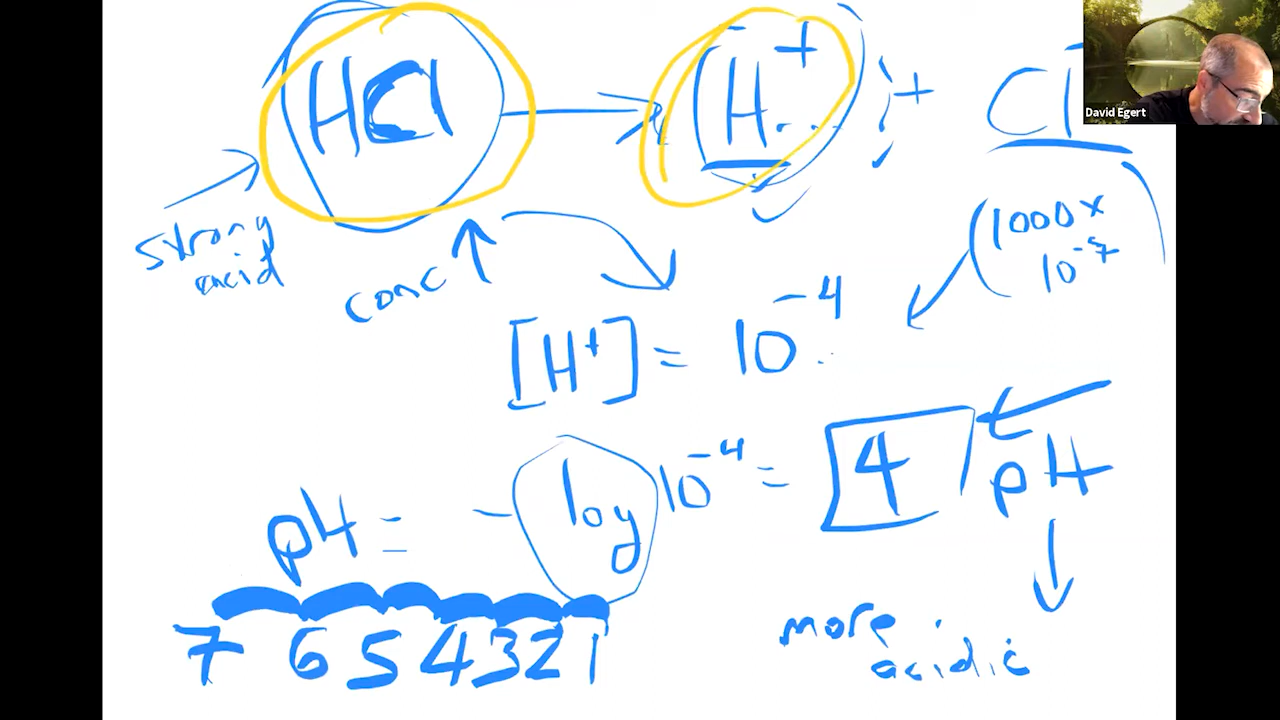 HCl → H+ + Cl-
David Egert
strong
acid
conc
(1000x
10-7
[H+] = 10-4
pH = - log 10-4 = 4 pH
7 6 5 4 3 2 1
more
acidic